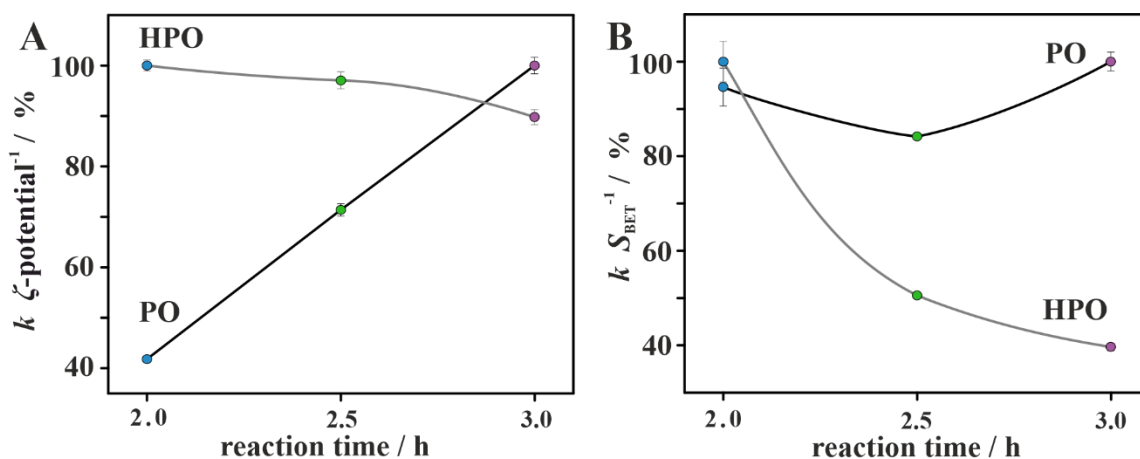 A
HPO
PO
k ζ-potential⁻¹ / %
100
80
60
40
2.0
2.5
3.0
reaction time / h
B
PO
HPO
k S_BET⁻¹ / %
100
80
60
40
2.0
2.5
3.0
reaction time / h